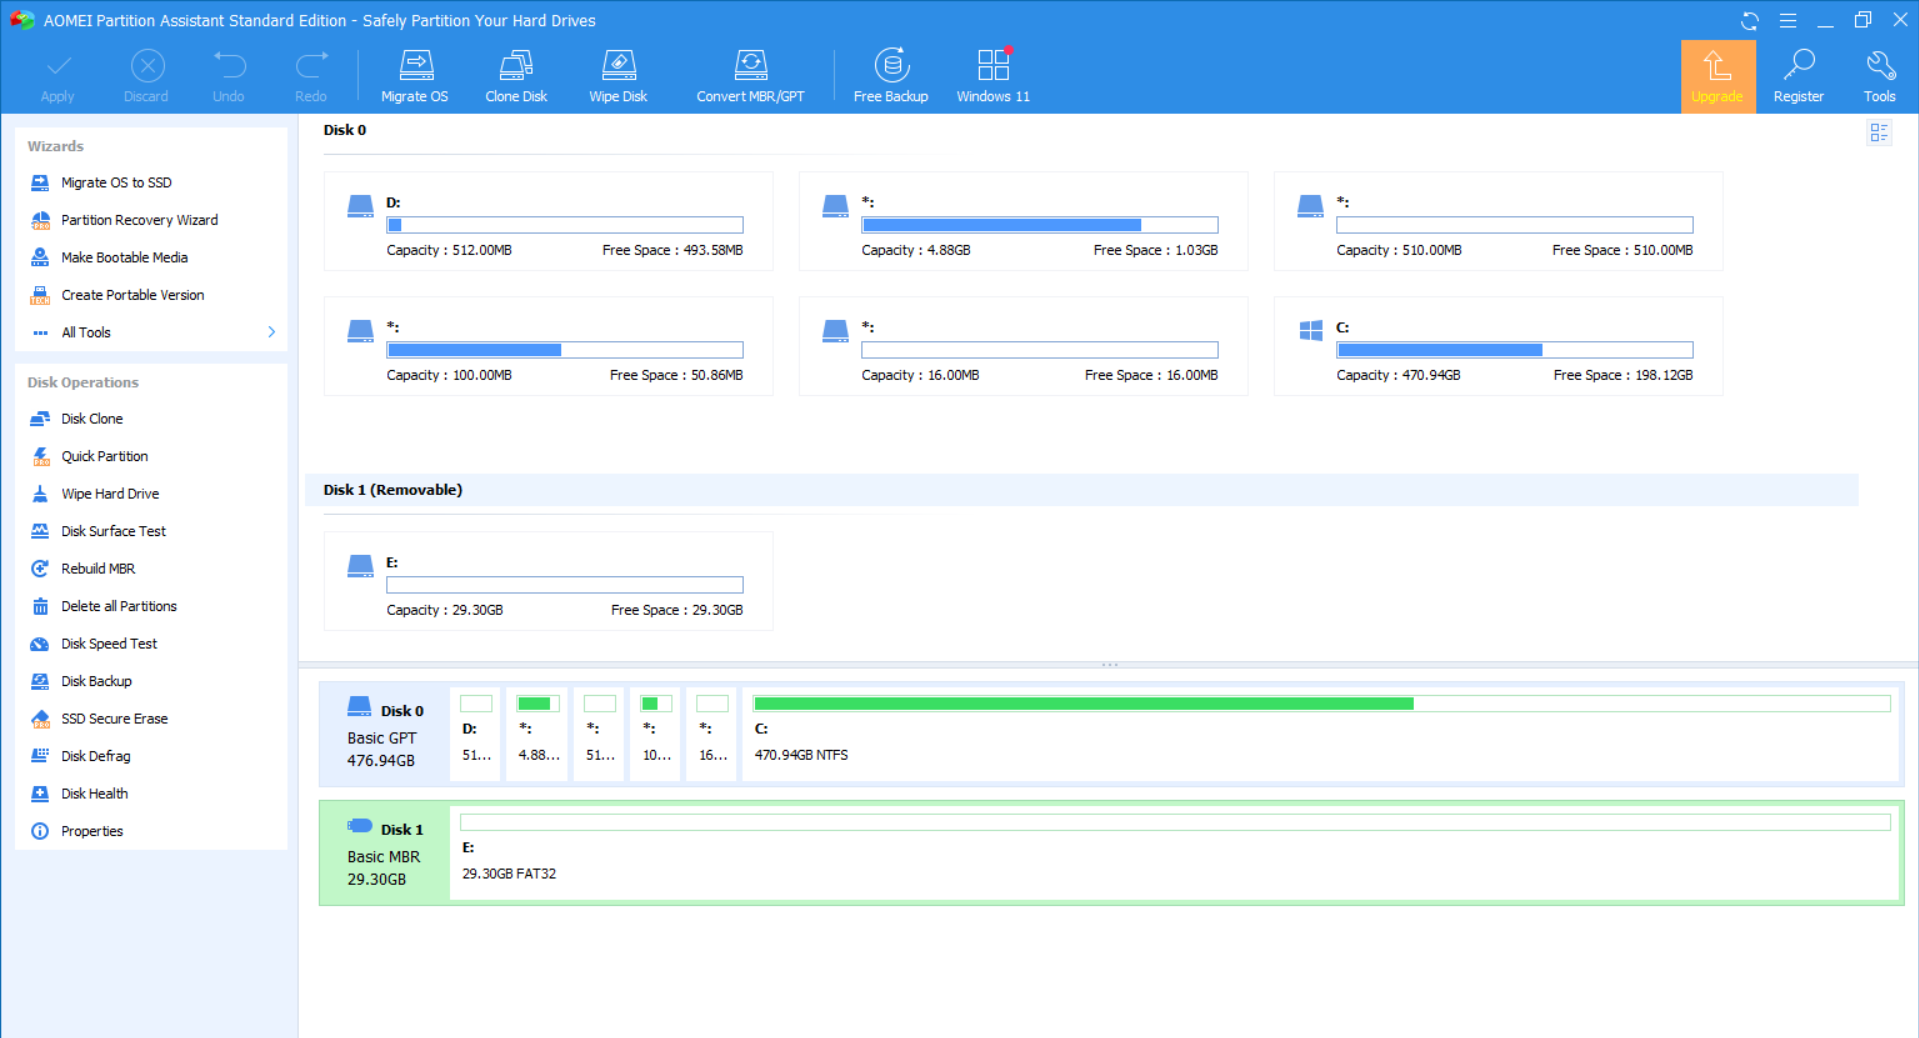 AOMEI Partition Assistant Standard Edition - Safely Partition Your Hard Drives
Apply
Discard
Undo
Redo
Migrate OS
Clone Disk
Wipe Disk
Convert MBR/GPT
Free Backup
Windows 11
Upgrade
Register
Tools
Wizards
Migrate OS to SSD
PRO
Partition Recovery Wizard
Make Bootable Media
TECH
Create Portable Version
All Tools
Disk Operations
Disk Clone
PRO
Quick Partition
Wipe Hard Drive
Disk Surface Test
Rebuild MBR
Delete all Partitions
Disk Speed Test
Disk Backup
PRO
SSD Secure Erase
Disk Defrag
Disk Health
Properties
Disk 0
D:
Capacity : 512.00MB Free Space : 493.58MB
*:
Capacity : 4.88GB Free Space : 1.03GB
*:
Capacity : 510.00MB Free Space : 510.00MB
*:
Capacity : 100.00MB Free Space : 50.86MB
*:
Capacity : 16.00MB Free Space : 16.00MB
C:
Capacity : 470.94GB Free Space : 198.12GB
Disk 1 (Removable)
E:
Capacity : 29.30GB Free Space : 29.30GB
Disk 0
Basic GPT
476.94GB
D:
51...
*:
4.88...
*:
51...
*:
10...
*:
16...
C:
470.94GB NTFS
Disk 1
Basic MBR
29.30GB
E:
29.30GB FAT32